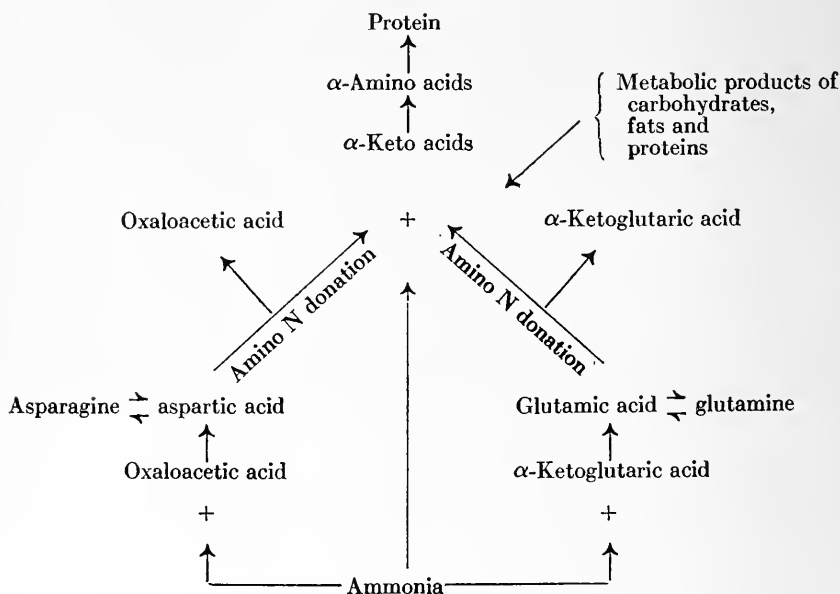 Protein
α-Amino acids
α-Keto acids
Metabolic products of
carbohydrates,
fats and
proteins
Oxaloacetic acid
+
α-Ketoglutaric acid
Amino N donation
Amino N donation
Asparagine ⇌ aspartic acid
Glutamic acid ⇌ glutamine
Oxaloacetic acid
α-Ketoglutaric acid
+
+
Ammonia